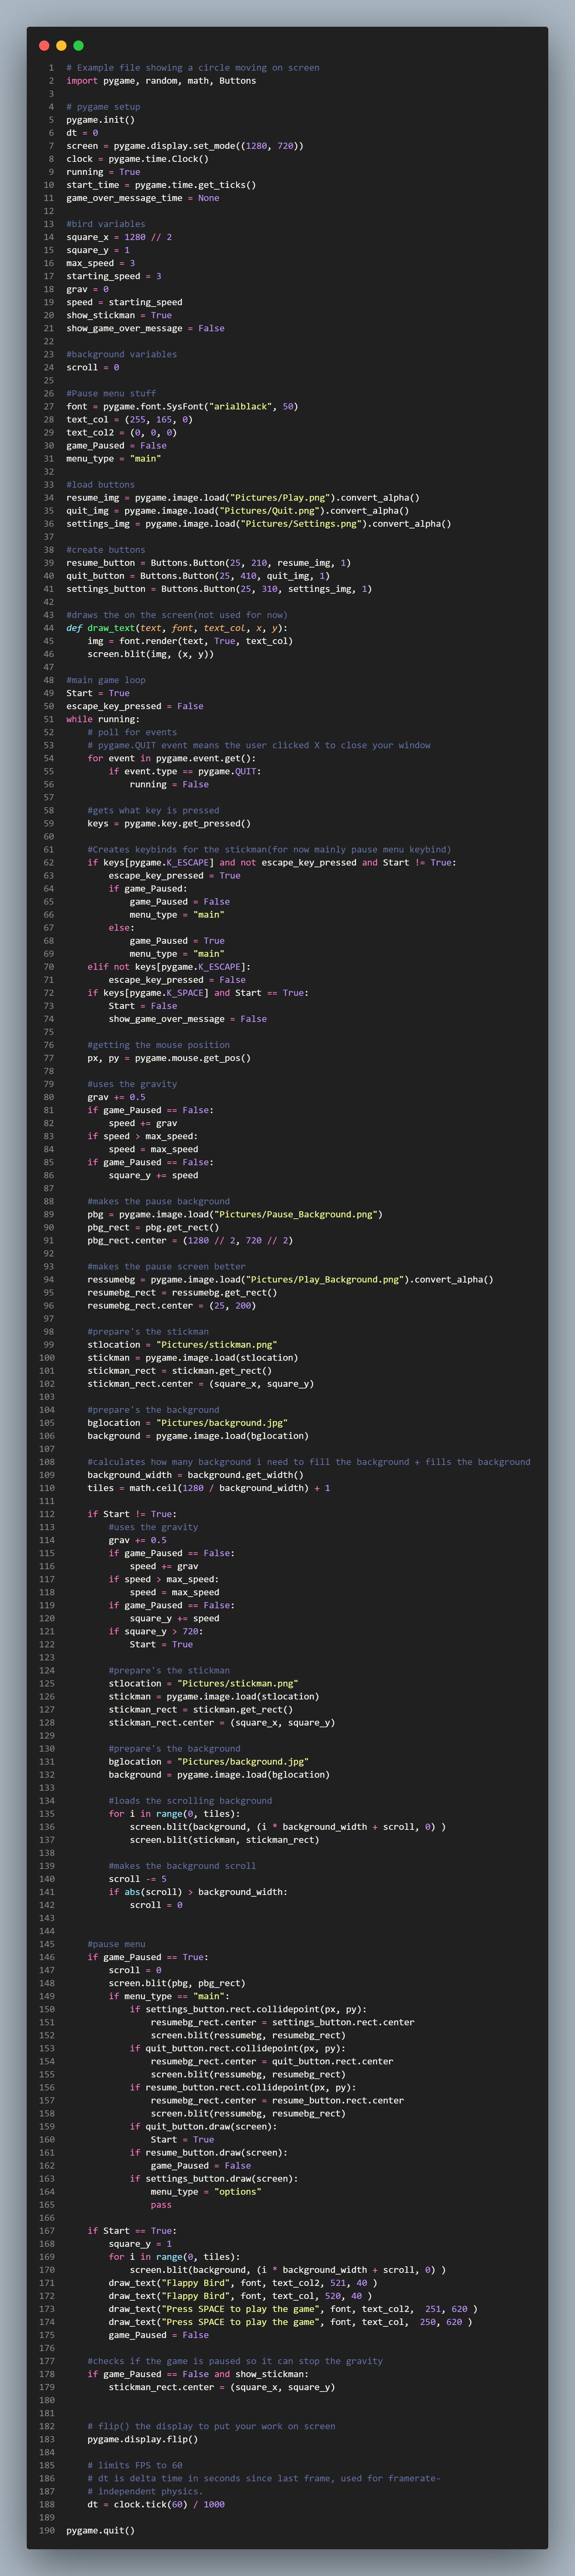 1 # Example file showing a circle moving on screen
2 import pygame, random, math, Buttons
3
4 # pygame setup
5 pygame.init()
6 dt = 0
7 screen = pygame.display.set_mode((1280, 720))
8 clock = pygame.time.Clock()
9 running = True
10 start_time = pygame.time.get_ticks()
11 game_over_message_time = None
12
13 #bird variables
14 square_x = 1280 // 2
15 square_y = 1
16 max_speed = 3
17 starting_speed = 3
18 grav = 0
19 speed = starting_speed
20 show_stickman = True
21 show_game_over_message = False
22
23 #background variables
24 scroll = 0
25
26 #Pause menu stuff
27 font = pygame.font.SysFont("arialblack", 50)
28 text_col = (255, 165, 0)
29 text_col2 = (0, 0, 0)
30 game_Paused = False
31 menu_type = "main"
32
33 #load buttons
34 resume_img = pygame.image.load("Pictures/Play.png").convert_alpha()
35 quit_img = pygame.image.load("Pictures/Quit.png").convert_alpha()
36 settings_img = pygame.image.load("Pictures/Settings.png").convert_alpha()
37
38 #create buttons
39 resume_button = Buttons.Button(25, 210, resume_img, 1)
40 quit_button = Buttons.Button(25, 410, quit_img, 1)
41 settings_button = Buttons.Button(25, 310, settings_img, 1)
42
43 #draws the on the screen(not used for now)
44 def draw_text(text, font, text_col, x, y):
45     img = font.render(text, True, text_col)
46     screen.blit(img, (x, y))
47
48 #main game loop
49 Start = True
50 escape_key_pressed = False
51 while running:
52     # poll for events
53     # pygame.QUIT event means the user clicked X to close your window
54     for event in pygame.event.get():
55         if event.type == pygame.QUIT:
56             running = False
57
58     #gets what key is pressed
59     keys = pygame.key.get_pressed()
60
61     #Creates keybinds for the stickman(for now mainly pause menu keybind)
62     if keys[pygame.K_ESCAPE] and not escape_key_pressed and Start != True:
63         escape_key_pressed = True
64         if game_Paused:
65             game_Paused = False
66             menu_type = "main"
67         else:
68             game_Paused = True
69             menu_type = "main"
70     elif not keys[pygame.K_ESCAPE]:
71         escape_key_pressed = False
72     if keys[pygame.K_SPACE] and Start == True:
73         Start = False
74         show_game_over_message = False
75
76     #getting the mouse position
77     px, py = pygame.mouse.get_pos()
78
79     #uses the gravity
80     grav += 0.5
81     if game_Paused == False:
82         speed += grav
83     if speed > max_speed:
84         speed = max_speed
85     if game_Paused == False:
86         square_y += speed
87
88     #makes the pause background
89     pbg = pygame.image.load("Pictures/Pause_Background.png")
90     pbg_rect = pbg.get_rect()
91     pbg_rect.center = (1280 // 2, 720 // 2)
92
93     #makes the pause screen better
94     ressumebg = pygame.image.load("Pictures/Play_Background.png").convert_alpha()
95     resumebg_rect = ressumebg.get_rect()
96     resumebg_rect.center = (25, 200)
97
98     #prepare's the stickman
99     stlocation = "Pictures/stickman.png"
100     stickman = pygame.image.load(stlocation)
101     stickman_rect = stickman.get_rect()
102     stickman_rect.center = (square_x, square_y)
103
104     #prepare's the background
105     bglocation = "Pictures/background.jpg"
106     background = pygame.image.load(bglocation)
107
108     #calculates how many background i need to fill the background + fills the background
109     background_width = background.get_width()
110     tiles = math.ceil(1280 / background_width) + 1
111
112     if Start != True:
113         #uses the gravity
114         grav += 0.5
115         if game_Paused == False:
116             speed += grav
117         if speed > max_speed:
118             speed = max_speed
119         if game_Paused == False:
120             square_y += speed
121         if square_y > 720:
122             Start = True
123
124         #prepare's the stickman
125         stlocation = "Pictures/stickman.png"
126         stickman = pygame.image.load(stlocation)
127         stickman_rect = stickman.get_rect()
128         stickman_rect.center = (square_x, square_y)
129
130         #prepare's the background
131         bglocation = "Pictures/background.jpg"
132         background = pygame.image.load(bglocation)
133
134         #loads the scrolling background
135         for i in range(0, tiles):
136             screen.blit(background, (i * background_width + scroll, 0) )
137             screen.blit(stickman, stickman_rect)
138
139         #makes the background scroll
140         scroll -= 5
141         if abs(scroll) > background_width:
142             scroll = 0
143
144
145     #pause menu
146     if game_Paused == True:
147         scroll = 0
148         screen.blit(pbg, pbg_rect)
149         if menu_type == "main":
150             if settings_button.rect.collidepoint(px, py):
151                 resumebg_rect.center = settings_button.rect.center
152                 screen.blit(ressumebg, resumebg_rect)
153             if quit_button.rect.collidepoint(px, py):
154                 resumebg_rect.center = quit_button.rect.center
155                 screen.blit(ressumebg, resumebg_rect)
156             if resume_button.rect.collidepoint(px, py):
157                 resumebg_rect.center = resume_button.rect.center
158                 screen.blit(ressumebg, resumebg_rect)
159             if quit_button.draw(screen):
160                 Start = True
161             if resume_button.draw(screen):
162                 game_Paused = False
163             if settings_button.draw(screen):
164                 menu_type = "options"
165                 pass
166
167     if Start == True:
168         square_y = 1
169         for i in range(0, tiles):
170             screen.blit(background, (i * background_width + scroll, 0) )
171         draw_text("Flappy Bird", font, text_col2, 521, 40 )
172         draw_text("Flappy Bird", font, text_col, 520, 40 )
173         draw_text("Press SPACE to play the game", font, text_col2,  251, 620 )
174         draw_text("Press SPACE to play the game", font, text_col,  250, 620 )
175         game_Paused = False
176
177     #checks if the game is paused so it can stop the gravity
178     if game_Paused == False and show_stickman:
179         stickman_rect.center = (square_x, square_y)
180
181
182     # flip() the display to put your work on screen
183     pygame.display.flip()
184
185     # limits FPS to 60
186     # dt is delta time in seconds since last frame, used for framerate-
187     # independent physics.
188     dt = clock.tick(60) / 1000
189
190 pygame.quit()